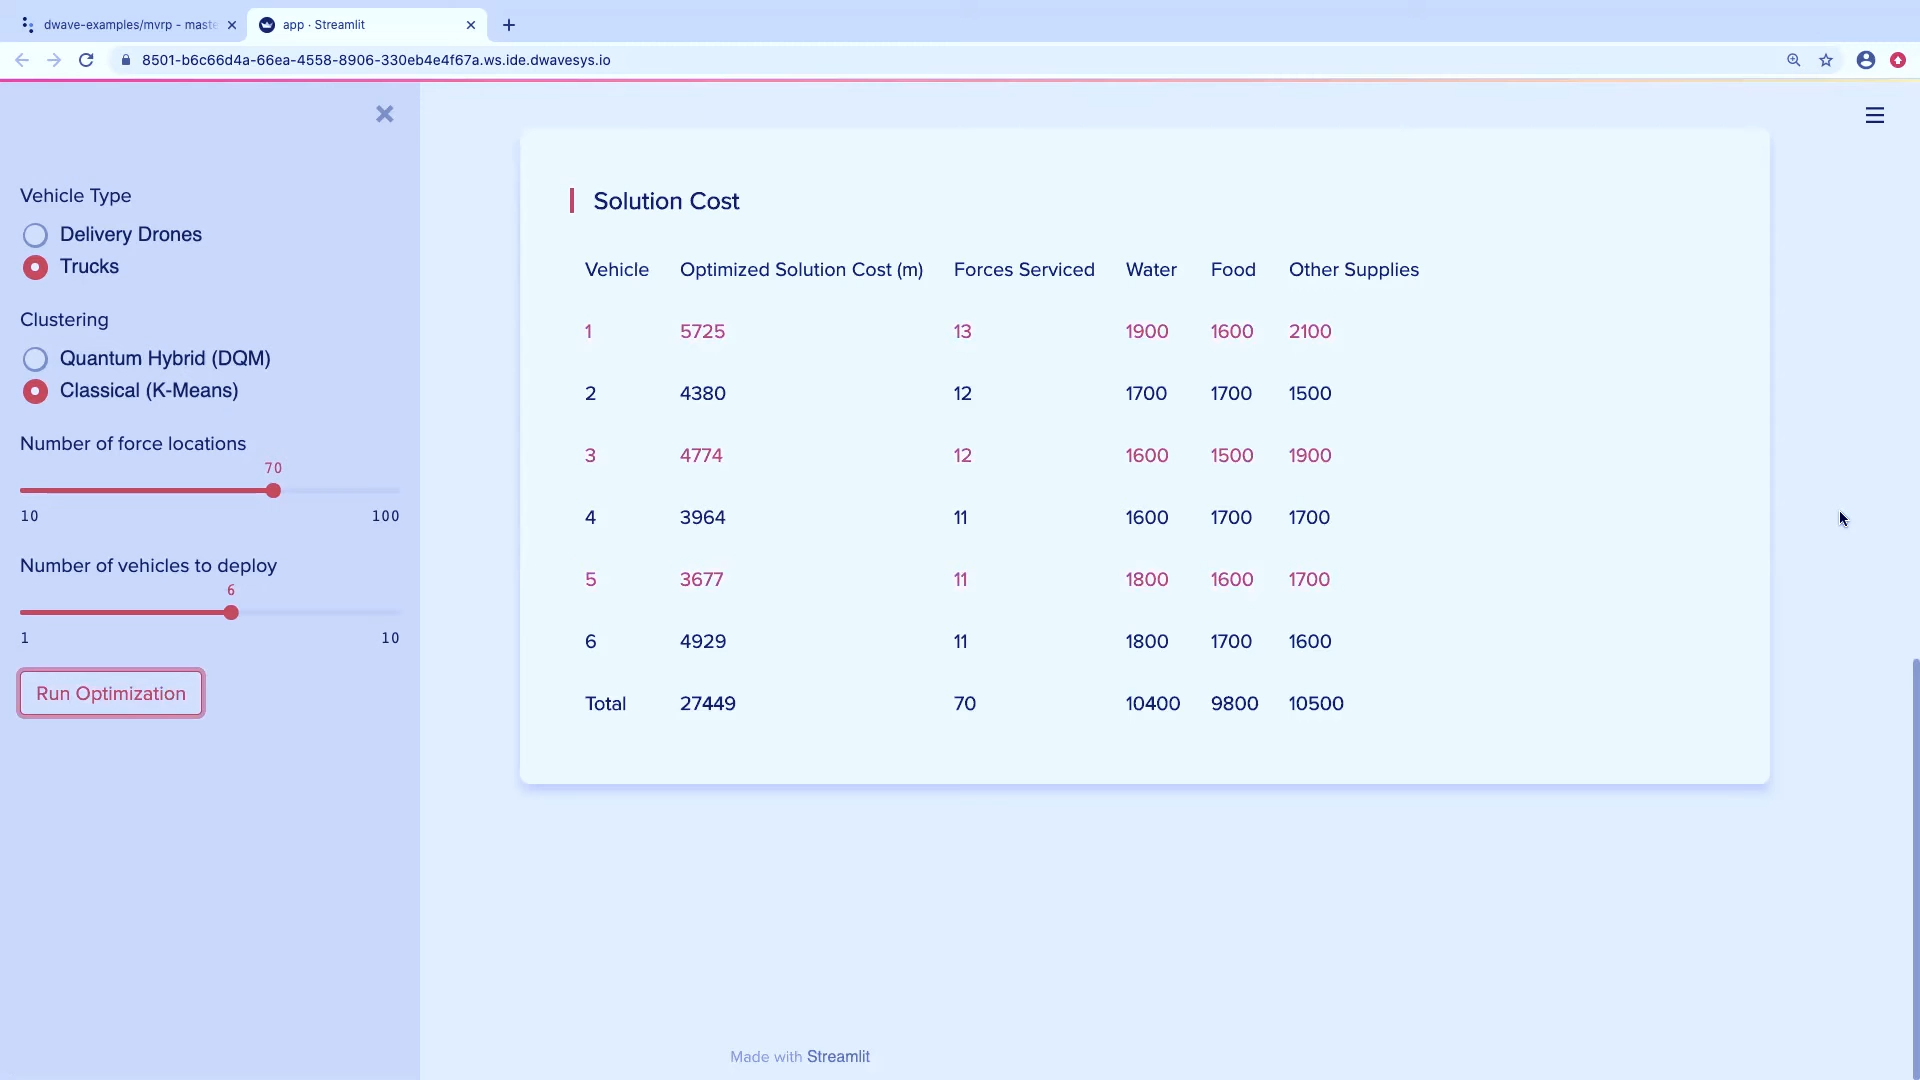 dwave-examples/mvrp - maste
app · Streamlit
8501-b6c66d4a-66ea-4558-8906-330eb4e4f67a.ws.ide.dwavesys.io
Vehicle Type
Delivery Drones
Trucks
Clustering
Quantum Hybrid (DQM)
Classical (K-Means)
Number of force locations
70
10 100
Number of vehicles to deploy
6
1 10
Run Optimization
Solution Cost
Vehicle Optimized Solution Cost (m) Forces Serviced Water Food Other Supplies
1 5725 13 1900 1600 2100
2 4380 12 1700 1700 1500
3 4774 12 1600 1500 1900
4 3964 11 1600 1700 1700
5 3677 11 1800 1600 1700
6 4929 11 1800 1700 1600
Total 27449 70 10400 9800 10500
Made with Streamlit